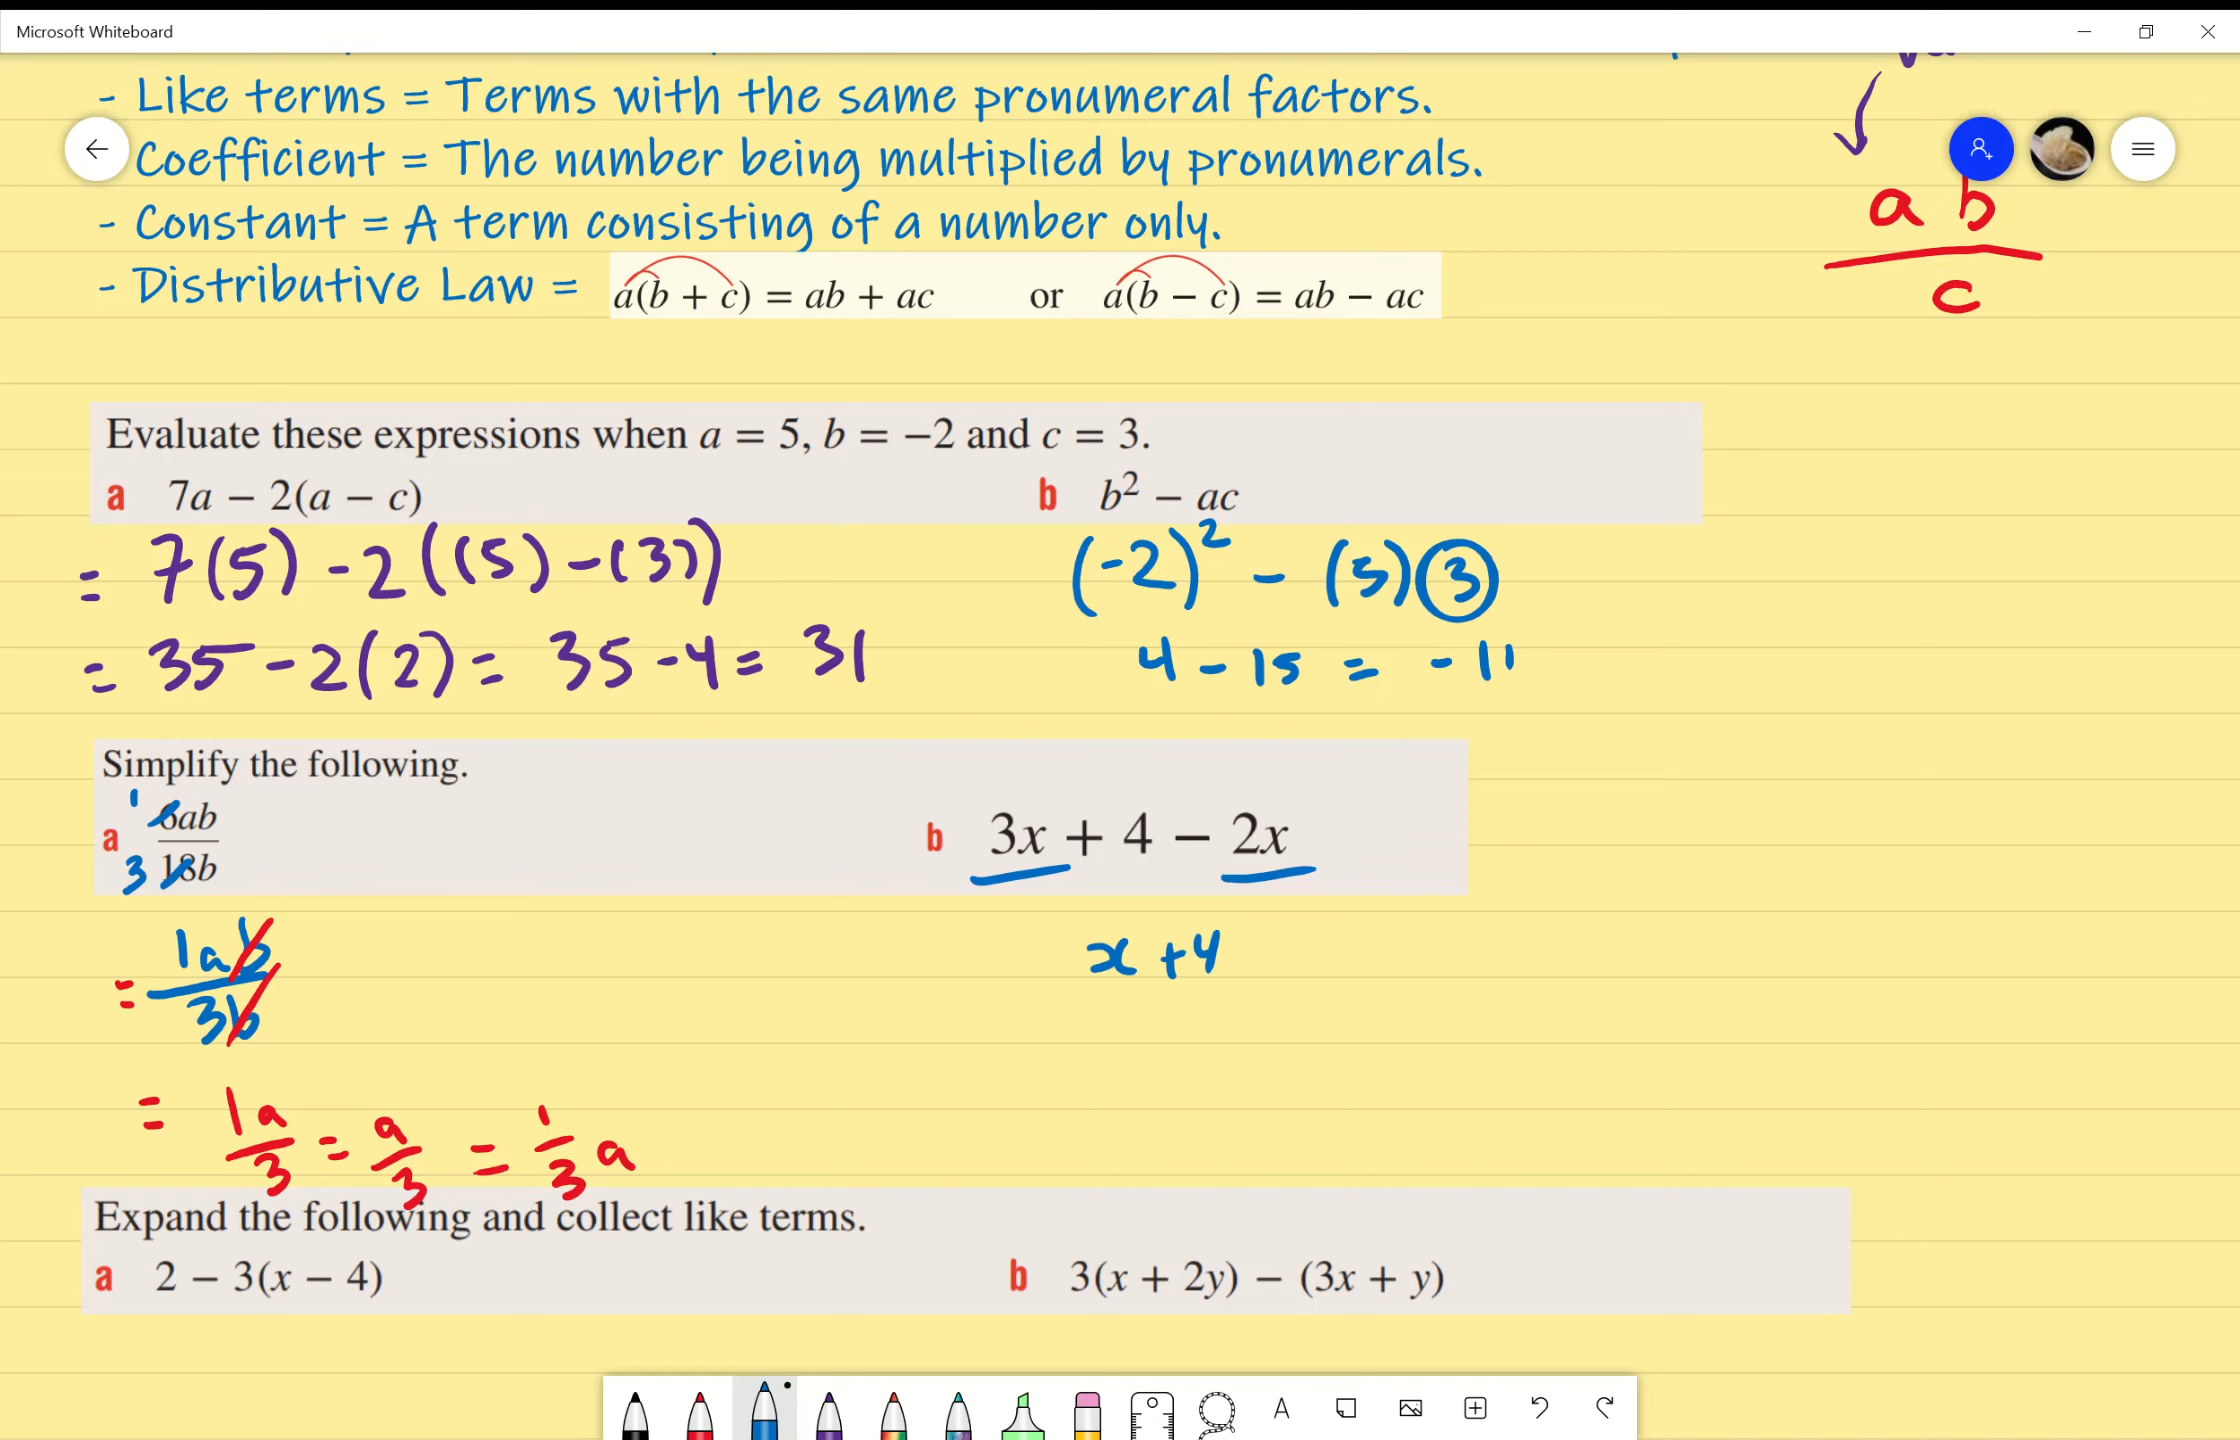 Microsoft Whiteboard
- Like terms = Terms with the same pronumeral factors.
Coefficient = The number being multiplied by pronumerals.
- Constant = A term consisting of a number only.
- Distributive Law = a(b + c) = ab + ac or a(b − c) = ab − ac
a b
c
Evaluate these expressions when a = 5, b = −2 and c = 3.
a 7a − 2(a − c) b b² − ac
= 7(5) - 2((5) - (3)) (-2)² - (5)(3)
= 35 - 2(2) = 35 - 4 = 31 4 - 15 = - 11
Simplify the following.
1
a 6ab
3 18b
b 3x + 4 − 2x
= 1ab
3b
x + 4
= 1a/3 = a/3 = 1/3 a
Expand the following and collect like terms.
a 2 − 3(x − 4) b 3(x + 2y) − (3x + y)
A